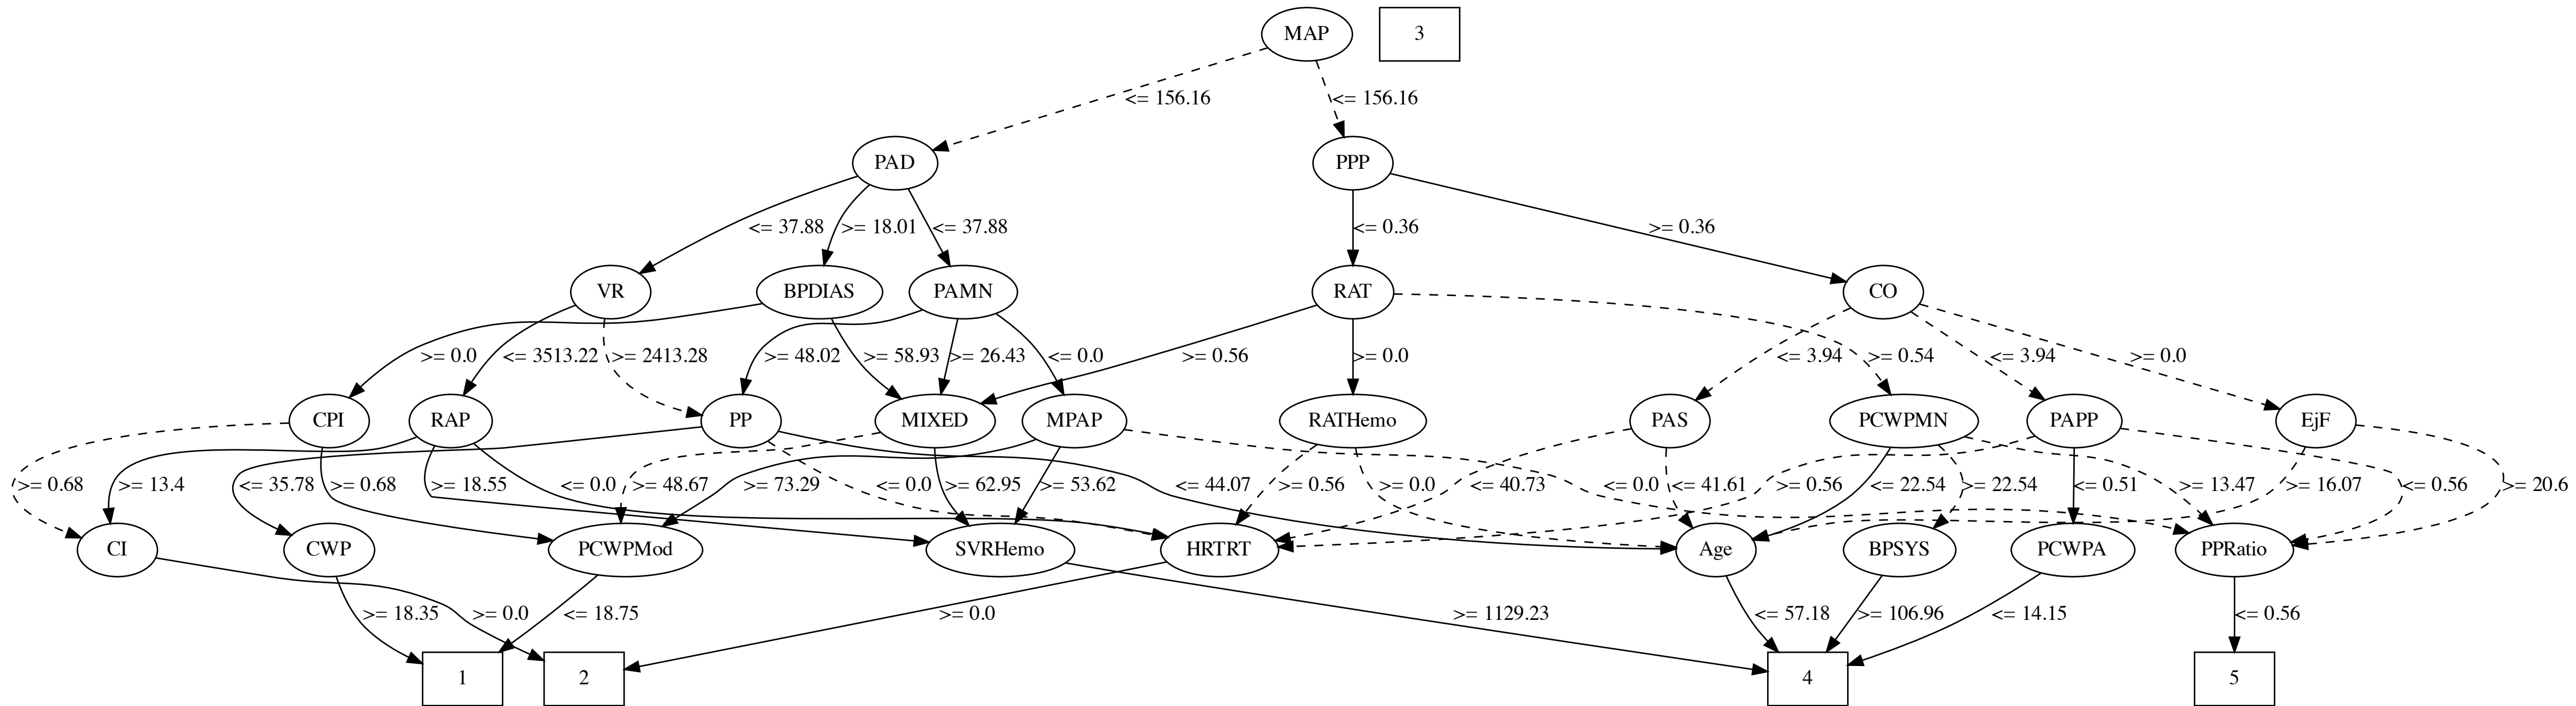 MAP
3
<= 156.16
<= 156.16
PAD
PPP
<= 37.88
>= 18.01
<= 37.88
<= 0.36
>= 0.36
VR
BPDIAS
PAMN
RAT
CO
>= 0.0
<= 3513.22
>= 2413.28
>= 48.02
>= 58.93
>= 26.43
<= 0.0
>= 0.56
>= 0.0
>= 0.54
<= 3.94
<= 3.94
>= 0.0
CPI
RAP
PP
MIXED
MPAP
RATHemo
PAS
PCWPMN
PAPP
EjF
>= 0.68
>= 13.4
<= 35.78
>= 0.68
>= 18.55
<= 0.0
>= 48.67
>= 73.29
<= 0.0
>= 62.95
>= 53.62
<= 44.07
>= 0.56
>= 0.0
<= 40.73
<= 0.0
<= 41.61
>= 0.56
<= 22.54
>= 22.54
<= 0.51
>= 13.47
>= 16.07
<= 0.56
>= 20.6
CI
CWP
PCWPMod
SVRHemo
HRTRT
Age
BPSYS
PCWPA
PPRatio
>= 18.35
>= 0.0
<= 18.75
>= 0.0
>= 1129.23
<= 57.18
>= 106.96
<= 14.15
<= 0.56
1
2
4
5